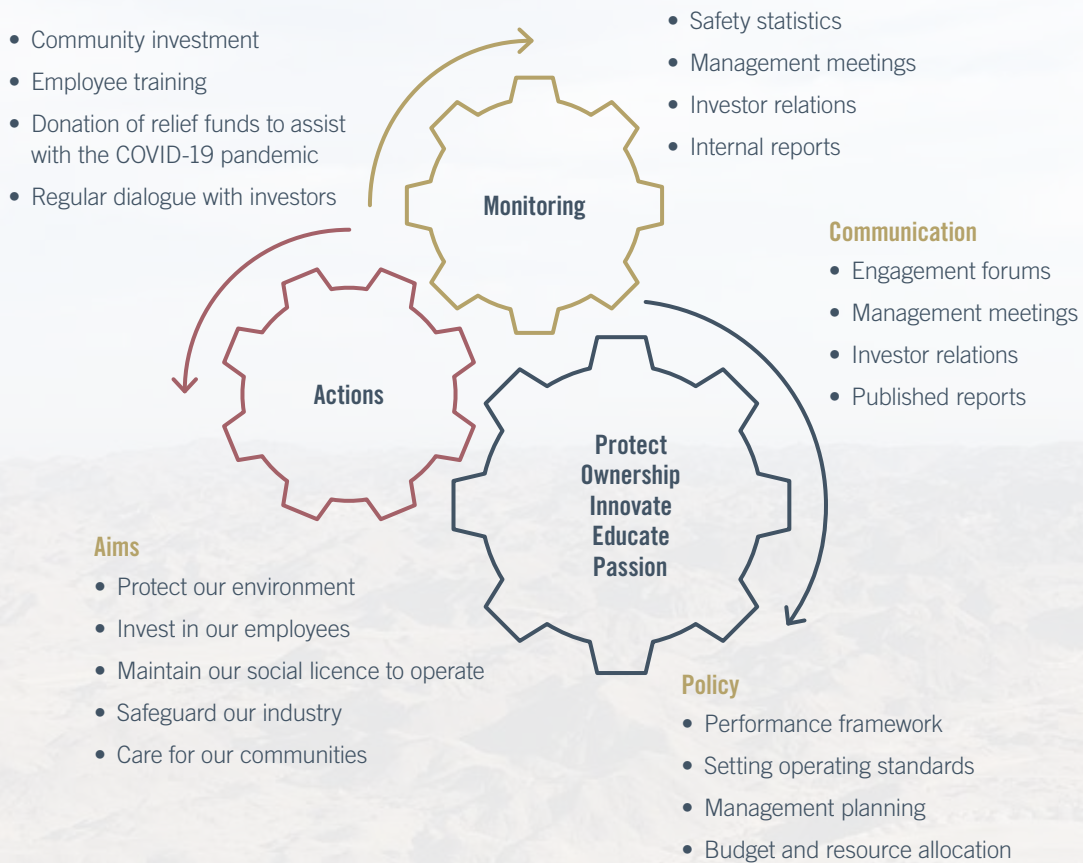 • Community investment
• Employee training
• Donation of relief funds to assist
with the COVID-19 pandemic
• Regular dialogue with investors
• Safety statistics
• Management meetings
• Investor relations
• Internal reports
Monitoring
Communication
• Engagement forums
• Management meetings
• Investor relations
• Published reports
Actions
Protect
Ownership
Innovate
Educate
Passion
Aims
• Protect our environment
• Invest in our employees
• Maintain our social licence to operate
• Safeguard our industry
• Care for our communities
Policy
• Performance framework
• Setting operating standards
• Management planning
• Budget and resource allocation